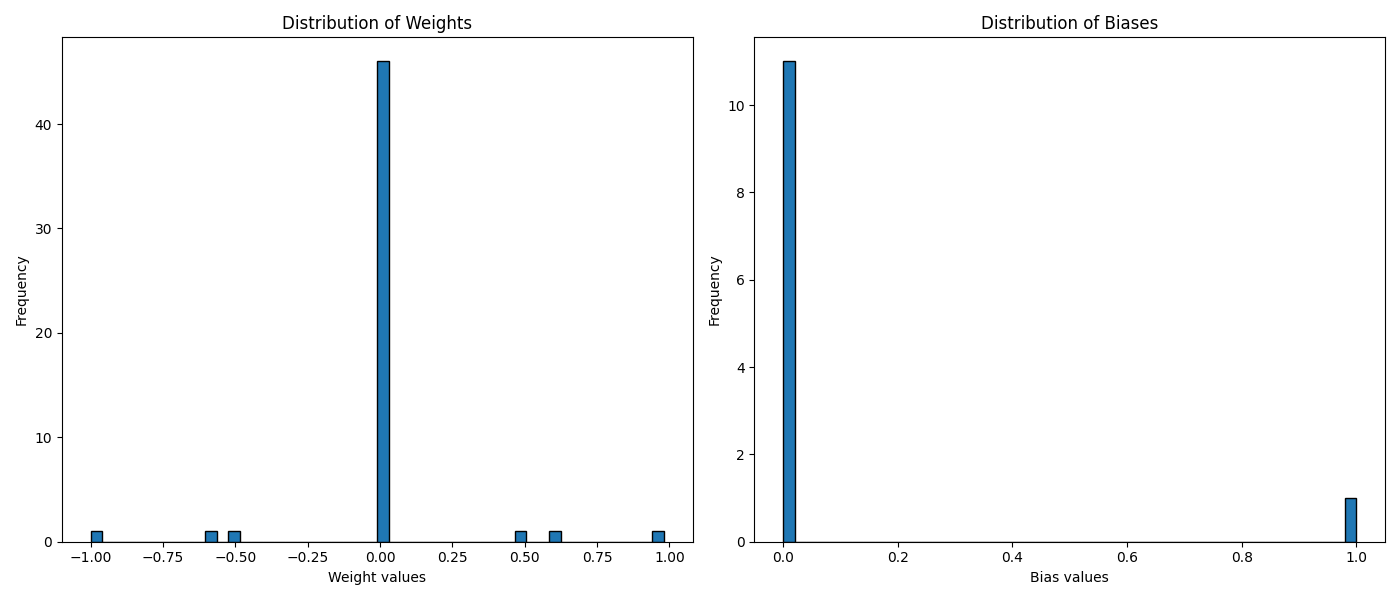 Distribution of Weights
Frequency
40
30
20
10
0
−1.00 −0.75 −0.50 −0.25 0.00 0.25 0.50 0.75 1.00
Weight values
Distribution of Biases
Frequency
10
8
6
4
2
0
0.0 0.2 0.4 0.6 0.8 1.0
Bias values